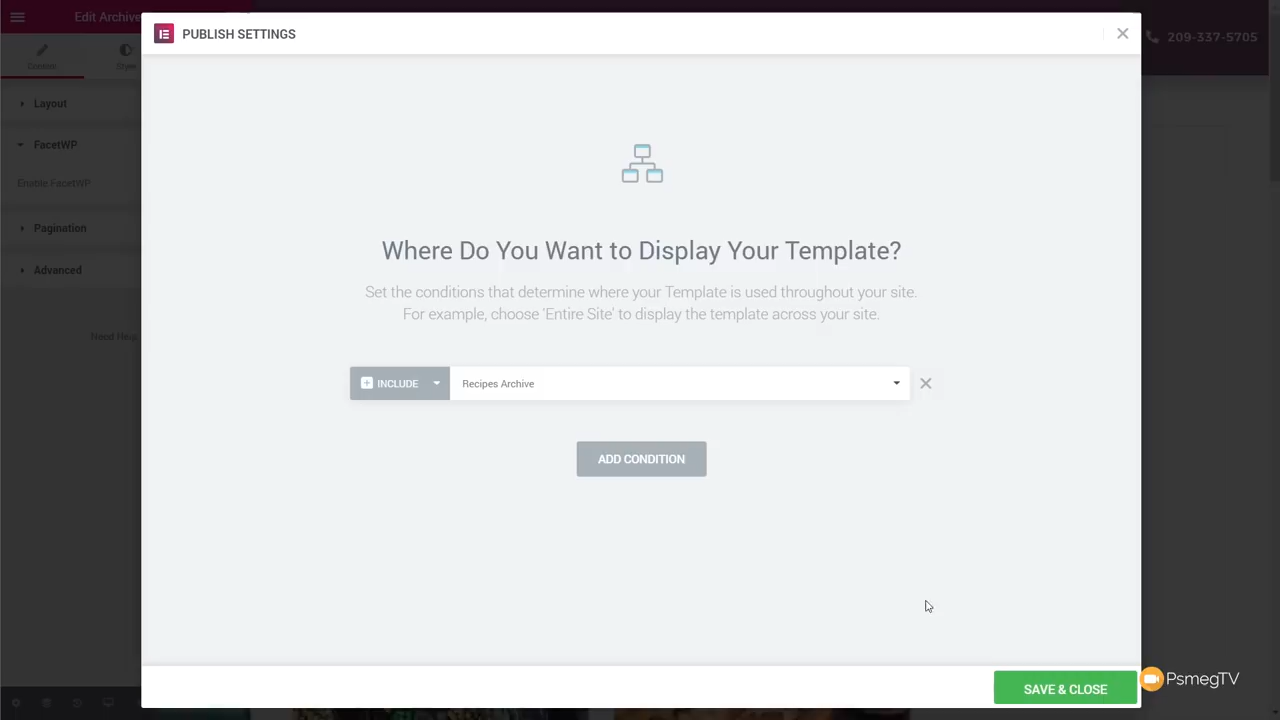 Edit Archive
PUBLISH SETTINGS
209-337-5705
Content
Style
Layout
FacetWP
Enable FacetWP
Pagination
Advanced
Need Help
Where Do You Want to Display Your Template?
Set the conditions that determine where your Template is used throughout your site.
For example, choose 'Entire Site' to display the template across your site.
INCLUDE
Recipes Archive
ADD CONDITION
SAVE & CLOSE
PsmegTV